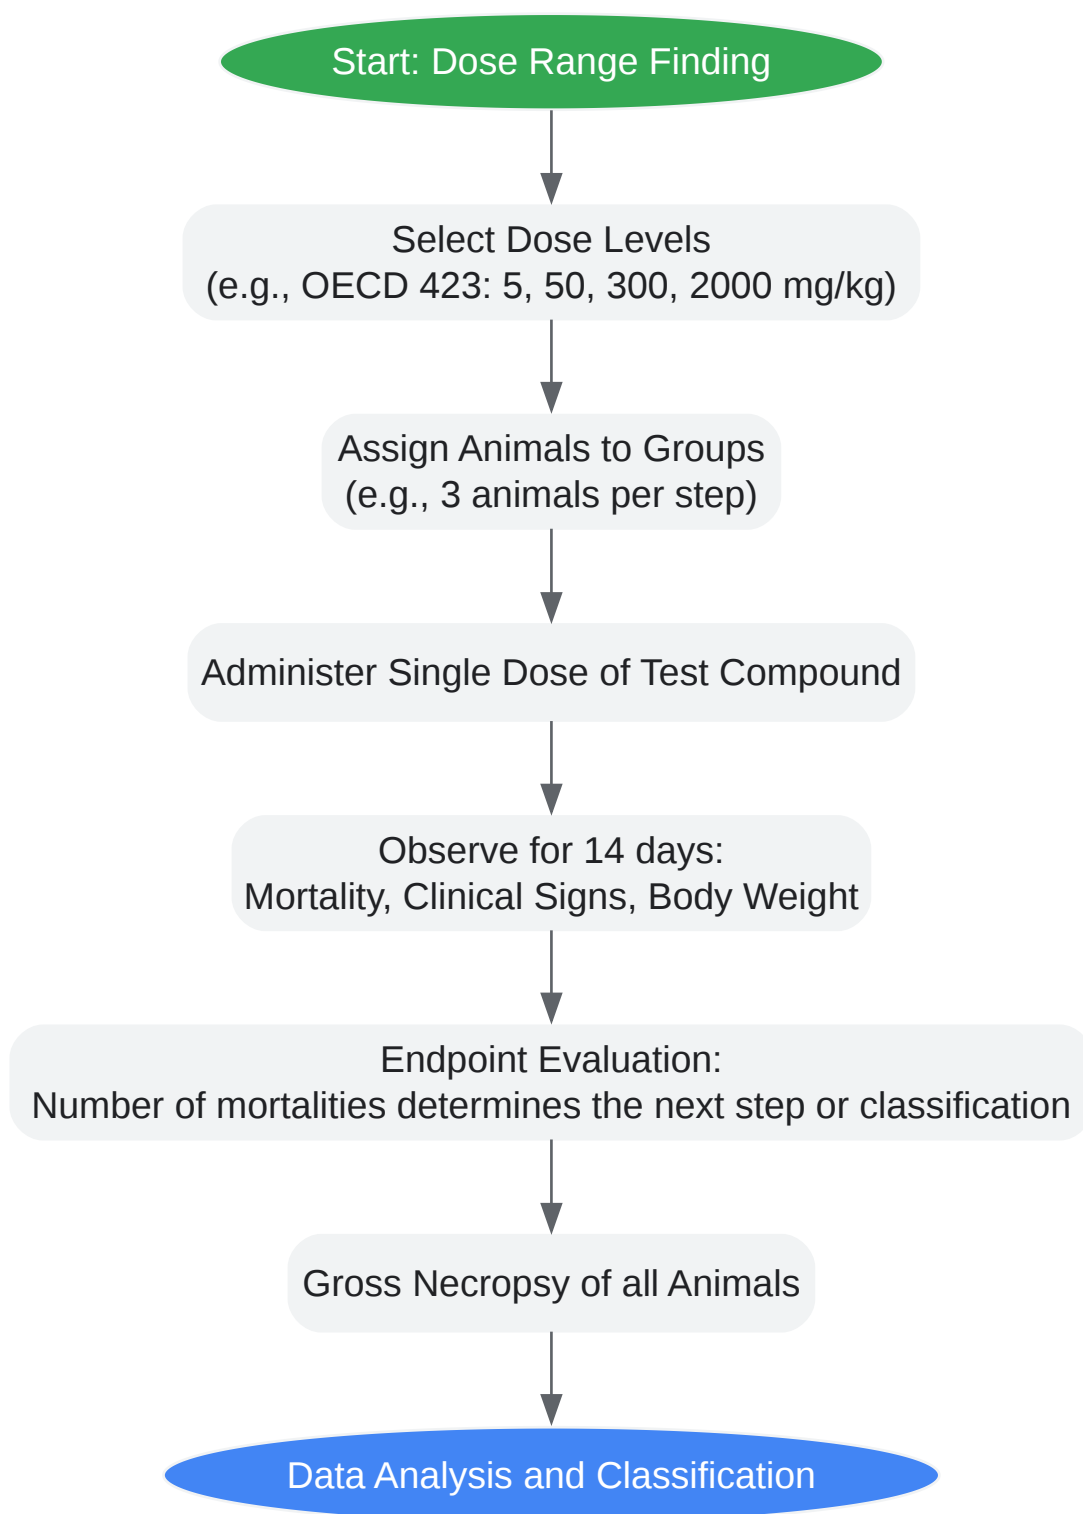 Start: Dose Range Finding
Select Dose Levels
(e.g., OECD 423: 5, 50, 300, 2000 mg/kg)
Assign Animals to Groups
(e.g., 3 animals per step)
Administer Single Dose of Test Compound
Observe for 14 days:
Mortality, Clinical Signs, Body Weight
Endpoint Evaluation:
Number of mortalities determines the next step or classification
Gross Necropsy of all Animals
Data Analysis and Classification